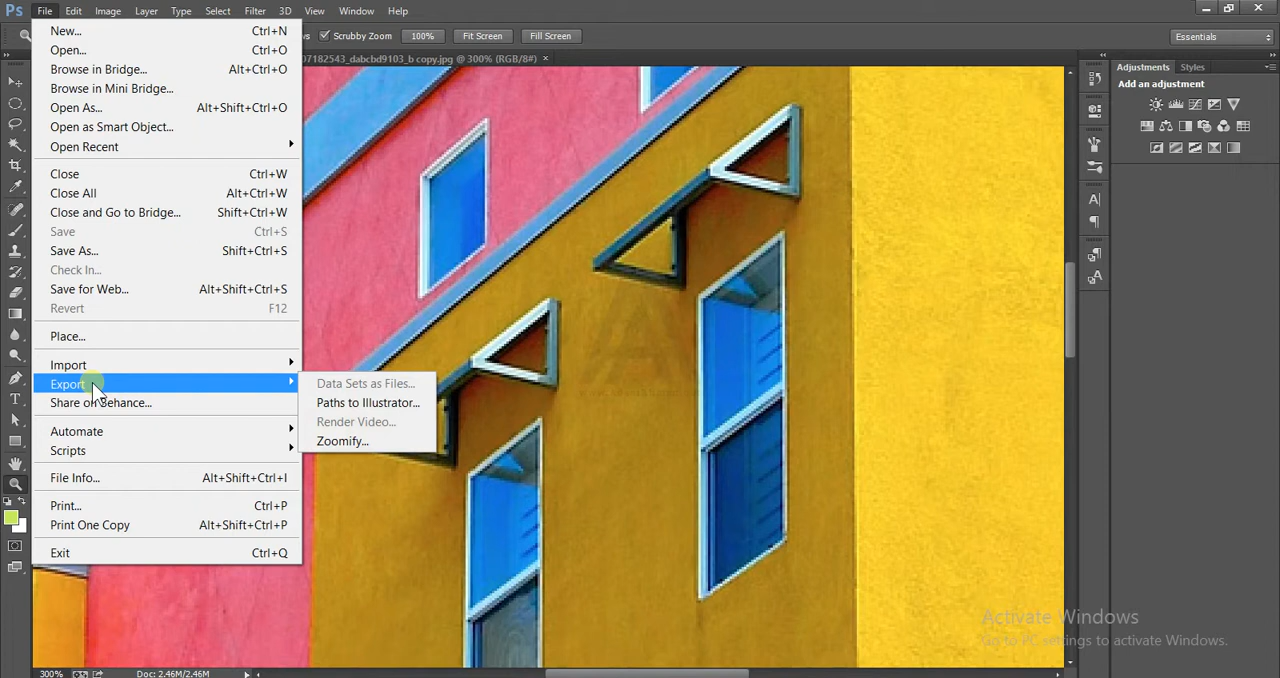 Ps File Edit Image Layer Type Select Filter 3D View Window Help
Scrubby Zoom 100% Fit Screen Fill Screen Essentials
07182543_dabcbd9103_b copy.jpg @ 300% (RGB/8#) ×
New... Ctrl+N
Open... Ctrl+O
Browse in Bridge... Alt+Ctrl+O
Browse in Mini Bridge...
Open As... Alt+Shift+Ctrl+O
Open as Smart Object...
Open Recent
Close Ctrl+W
Close All Alt+Ctrl+W
Close and Go to Bridge... Shift+Ctrl+W
Save Ctrl+S
Save As... Shift+Ctrl+S
Check In...
Save for Web... Alt+Shift+Ctrl+S
Revert F12
Place...
Import
Export
Share on Behance...
Automate
Scripts
File Info... Alt+Shift+Ctrl+I
Print... Ctrl+P
Print One Copy Alt+Shift+Ctrl+P
Exit Ctrl+Q
Data Sets as Files...
Paths to Illustrator...
Render Video...
Zoomify...
Adjustments Styles
Add an adjustment
Activate Windows
Go to PC settings to activate Windows.
300% Doc: 2.46M/2.46M